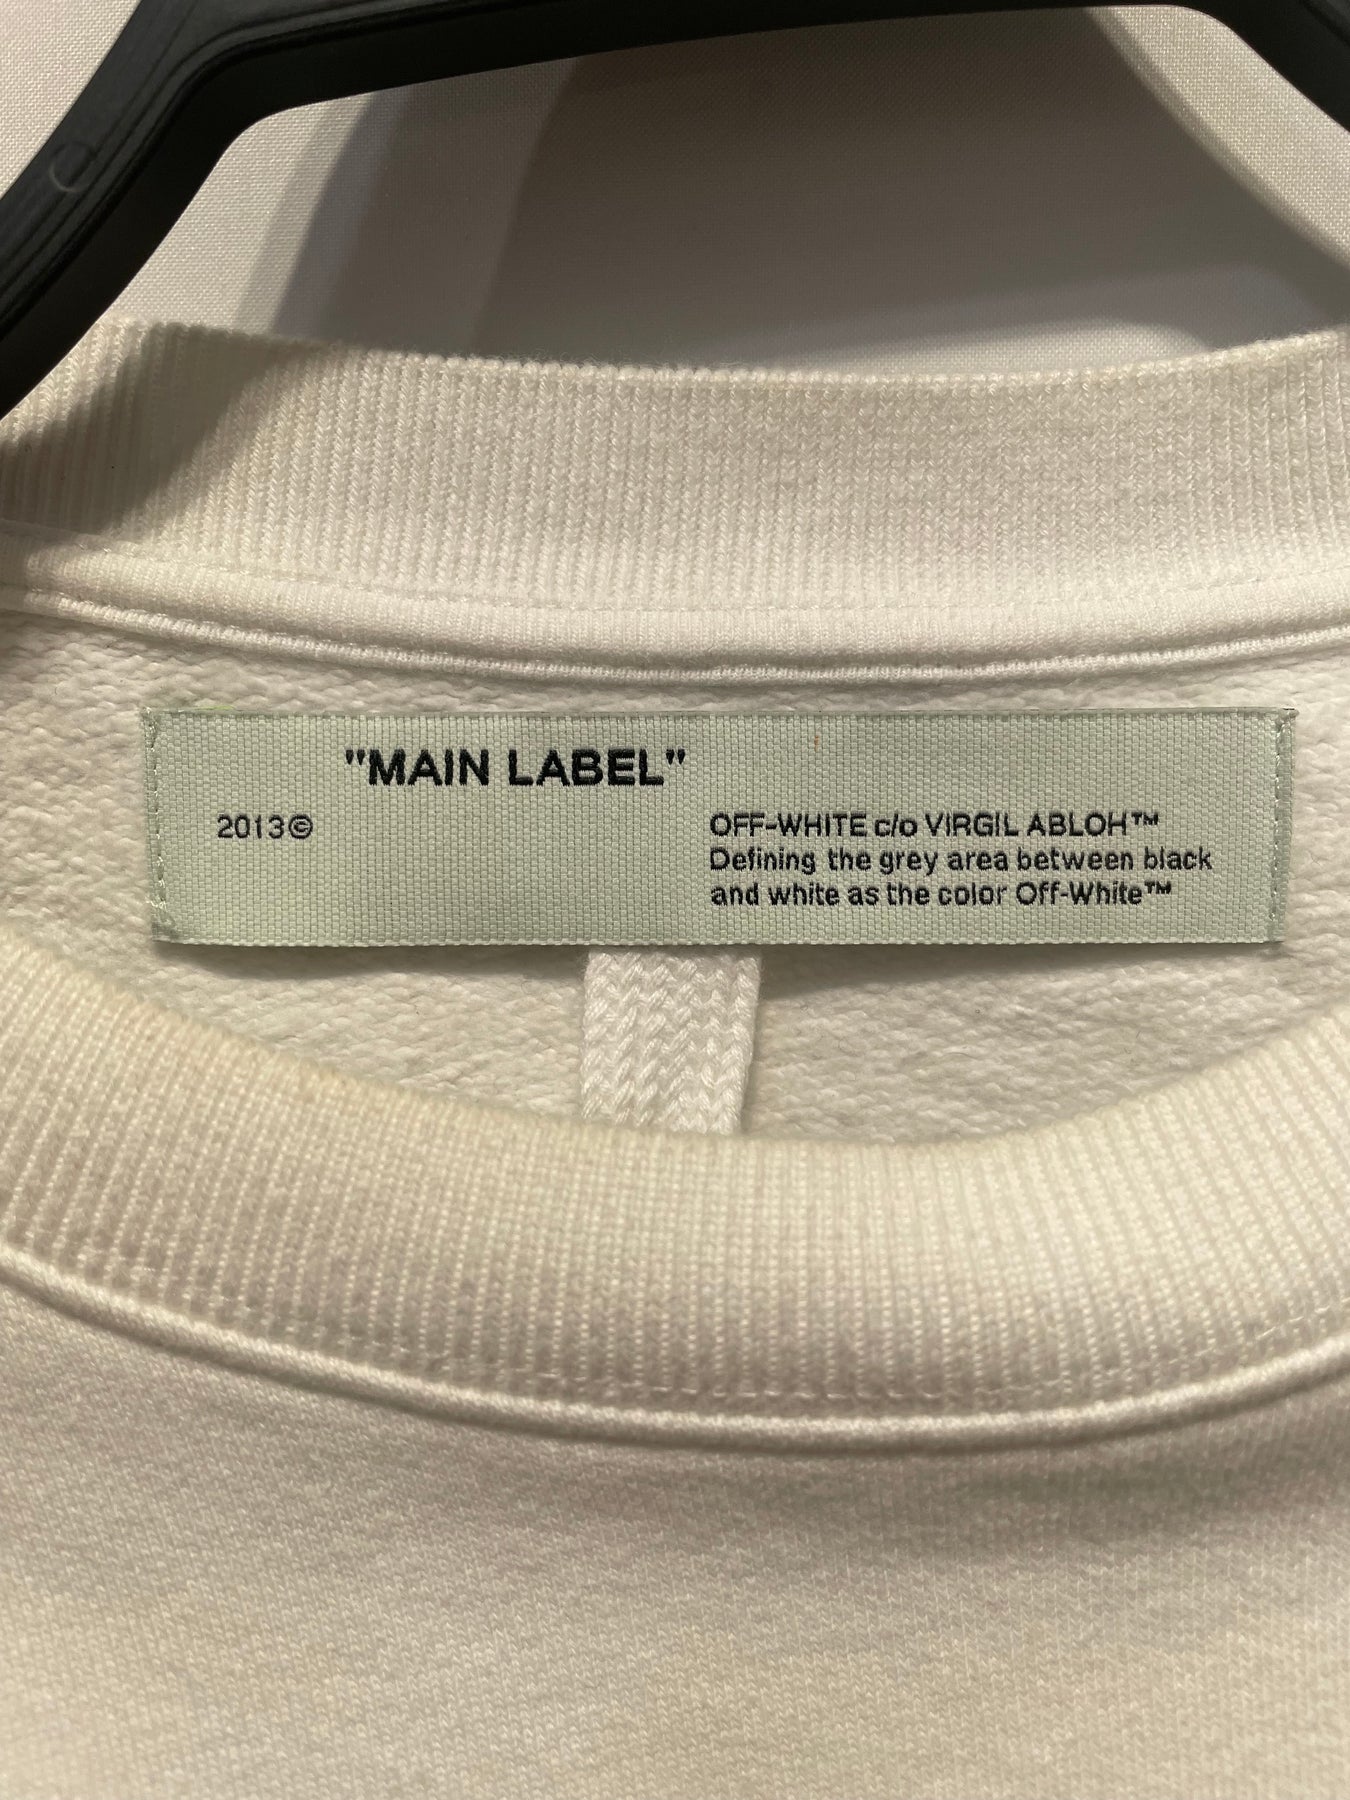 "MAIN LABEL"
2013©
OFF-WHITE c/o VIRGIL ABLOH™
Defining the grey area between black
and white as the color Off-White™